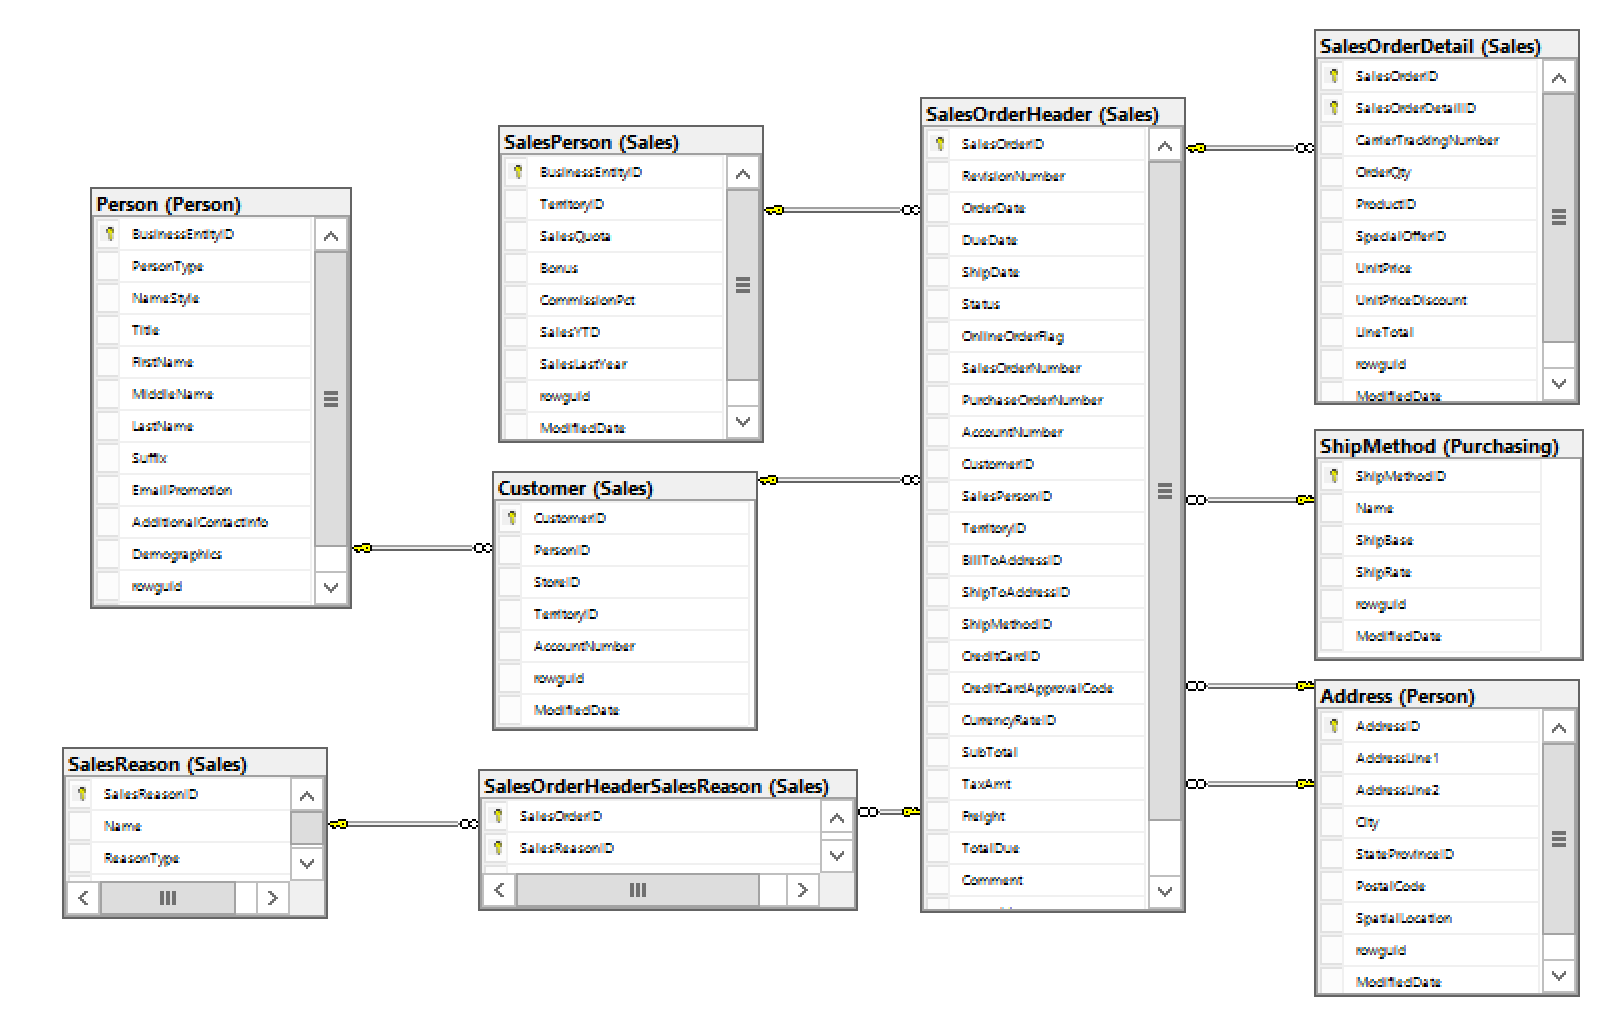 Person (Person)
BusinessEntityID
PersonType
NameStyle
Title
FirstName
MiddleName
LastName
Suffix
EmailPromotion
AdditionalContactInfo
Demographics
rowguid
SalesReason (Sales)
SalesReasonID
Name
ReasonType
SalesPerson (Sales)
BusinessEntityID
TerritoryID
SalesQuota
Bonus
CommissionPct
SalesYTD
SalesLastYear
rowguid
ModifiedDate
Customer (Sales)
CustomerID
PersonID
StoreID
TerritoryID
AccountNumber
rowguid
ModifiedDate
SalesOrderHeaderSalesReason (Sales)
SalesOrderID
SalesReasonID
SalesOrderHeader (Sales)
SalesOrderID
RevisionNumber
OrderDate
DueDate
ShipDate
Status
OnlineOrderFlag
SalesOrderNumber
PurchaseOrderNumber
AccountNumber
CustomerID
SalesPersonID
TerritoryID
BillToAddressID
ShipToAddressID
ShipMethodID
CreditCardID
CreditCardApprovalCode
CurrencyRateID
SubTotal
TaxAmt
Freight
TotalDue
Comment
SalesOrderDetail (Sales)
SalesOrderID
SalesOrderDetailID
CarrierTrackingNumber
OrderQty
ProductID
SpecialOfferID
UnitPrice
UnitPriceDiscount
LineTotal
rowguid
ModifiedDate
ShipMethod (Purchasing)
ShipMethodID
Name
ShipBase
ShipRate
rowguid
ModifiedDate
Address (Person)
AddressID
AddressLine1
AddressLine2
City
StateProvinceID
PostalCode
SpatialLocation
rowguid
ModifiedDate